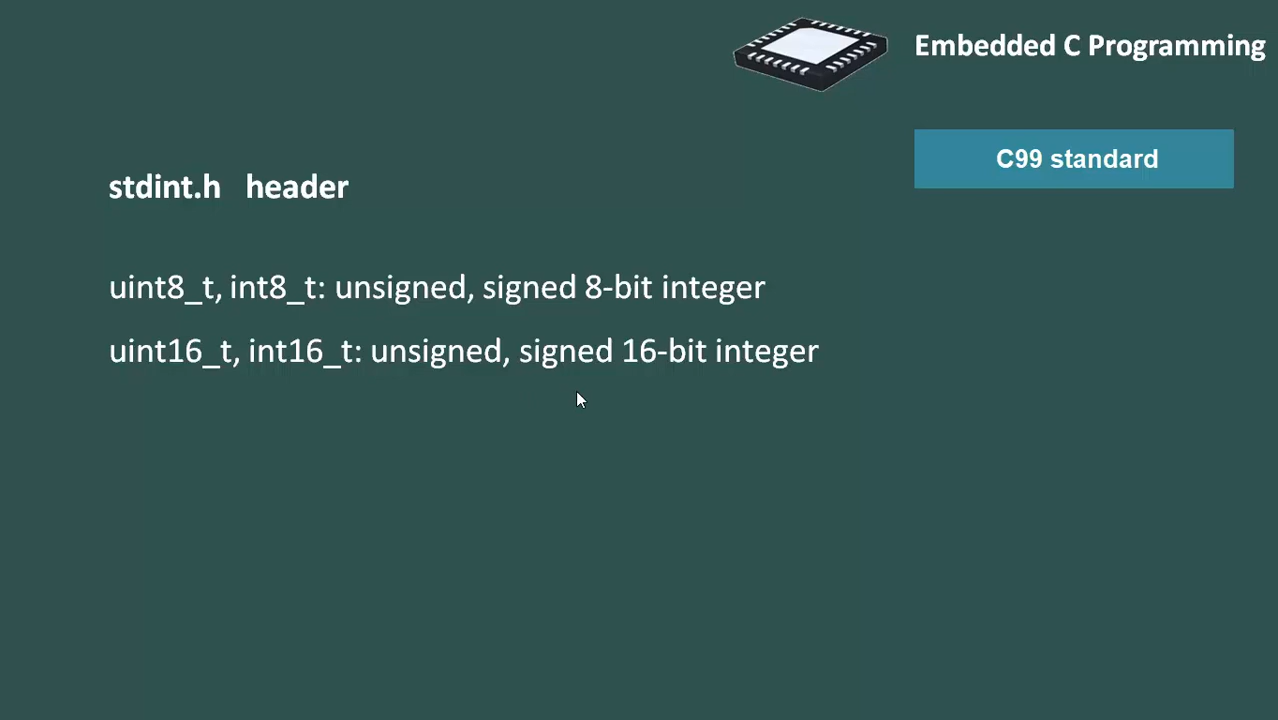 Embedded C Programming
C99 standard
stdint.h header
uint8_t, int8_t: unsigned, signed 8-bit integer
uint16_t, int16_t: unsigned, signed 16-bit integer